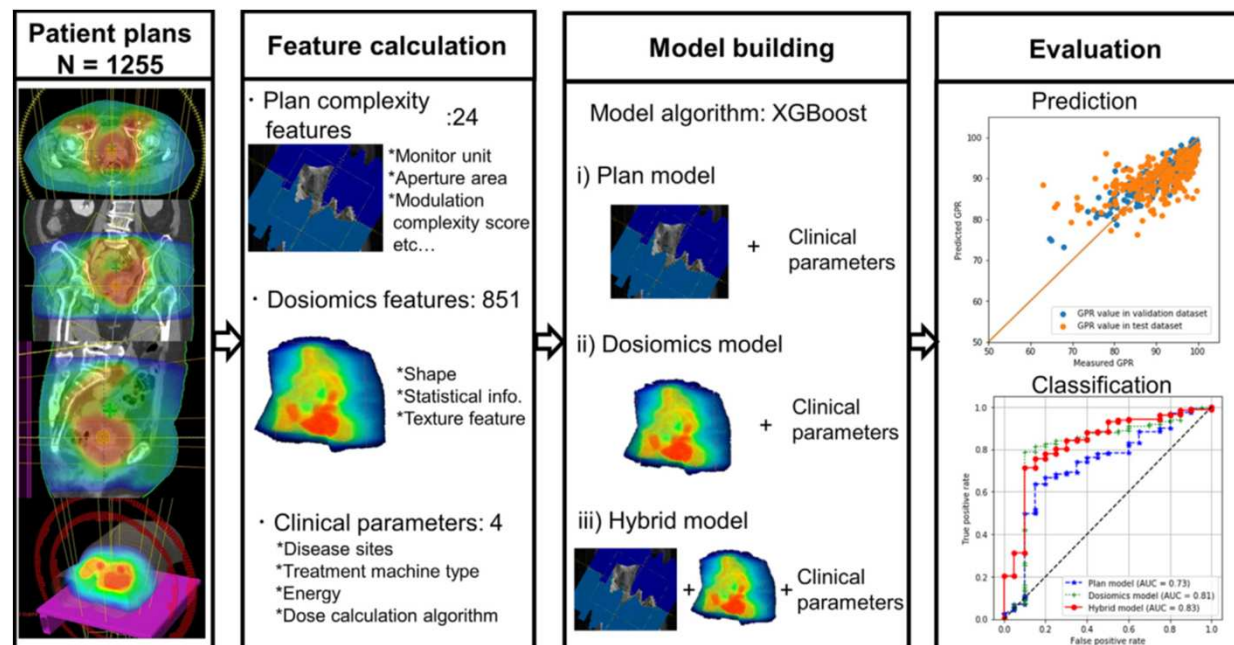 Patient plans
N = 1255
Feature calculation
· Plan complexity
features :24
*Monitor unit
*Aperture area
*Modulation
complexity score
etc…
· Dosiomics features: 851
*Shape
*Statistical info.
*Texture feature
· Clinical parameters: 4
*Disease sites
*Treatment machine type
*Energy
*Dose calculation algorithm
Model building
Model algorithm: XGBoost
i) Plan model
+ Clinical
parameters
ii) Dosiomics model
+ Clinical
parameters
iii) Hybrid model
+ + Clinical
parameters
Evaluation
Prediction
100
90
80
70
60
50
Predicted GPR
GPR value in validation dataset
GPR value in test dataset
50 60 70 80 90 100
Measured GPR
Classification
1.0
0.8
0.6
0.4
0.2
0.0
True positive rate
Plan model (AUC = 0.73)
Dosiomics model (AUC = 0.81)
Hybrid model (AUC = 0.83)
0.0 0.2 0.4 0.6 0.8 1.0
False positive rate